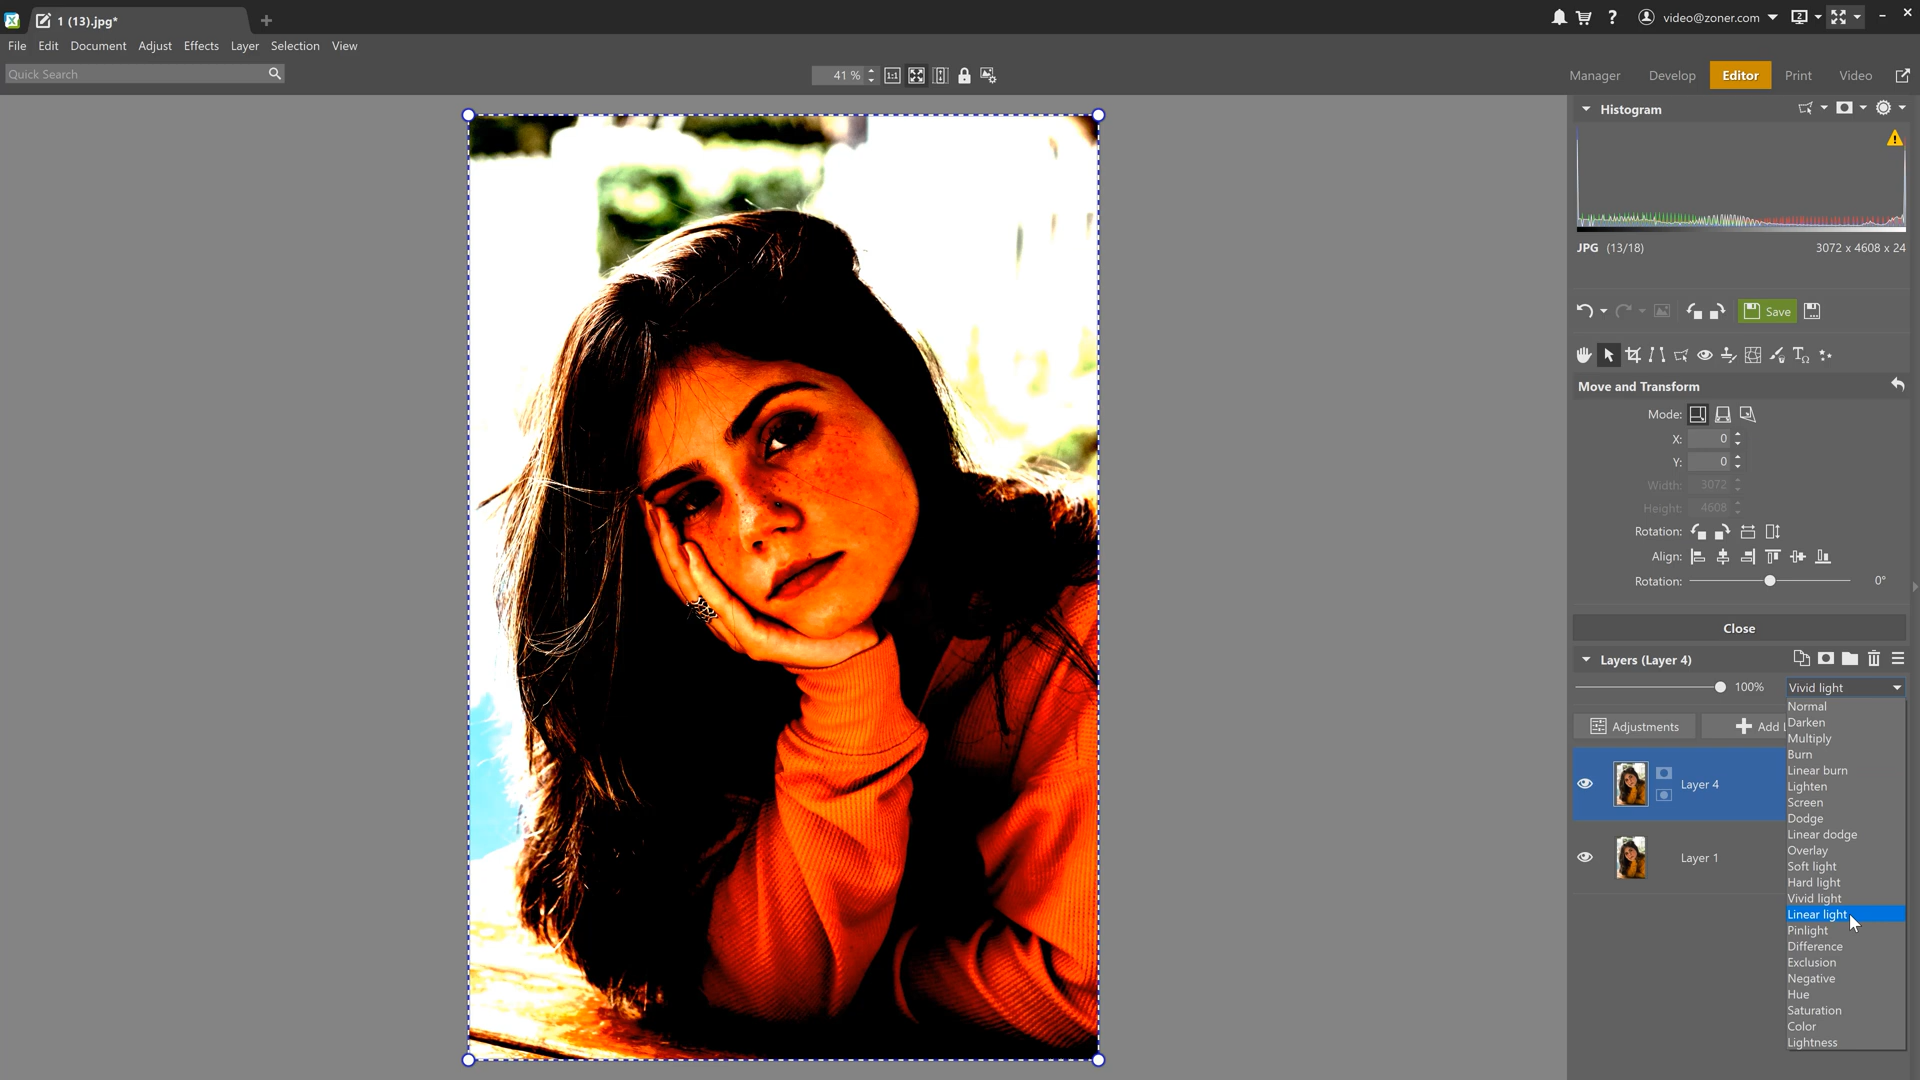 1 (13).jpg*
video@zoner.com
2
File Edit Document Adjust Effects Layer Selection View
Quick Search
41 %
1:1
Manager Develop Editor Print Video
Histogram
JPG (13/18) 3072 x 4608 x 24
Save
Move and Transform
Mode:
X: 0
Y: 0
Width: 3072
Height: 4608
Rotation:
Align:
Rotation: 0°
Close
Layers (Layer 4)
100% Vivid light
Adjustments
Add
Normal
Darken
Multiply
Burn
Linear burn
Lighten
Screen
Dodge
Linear dodge
Overlay
Soft light
Hard light
Vivid light
Linear light
Pinlight
Difference
Exclusion
Negative
Hue
Saturation
Color
Lightness
Layer 4
Layer 1